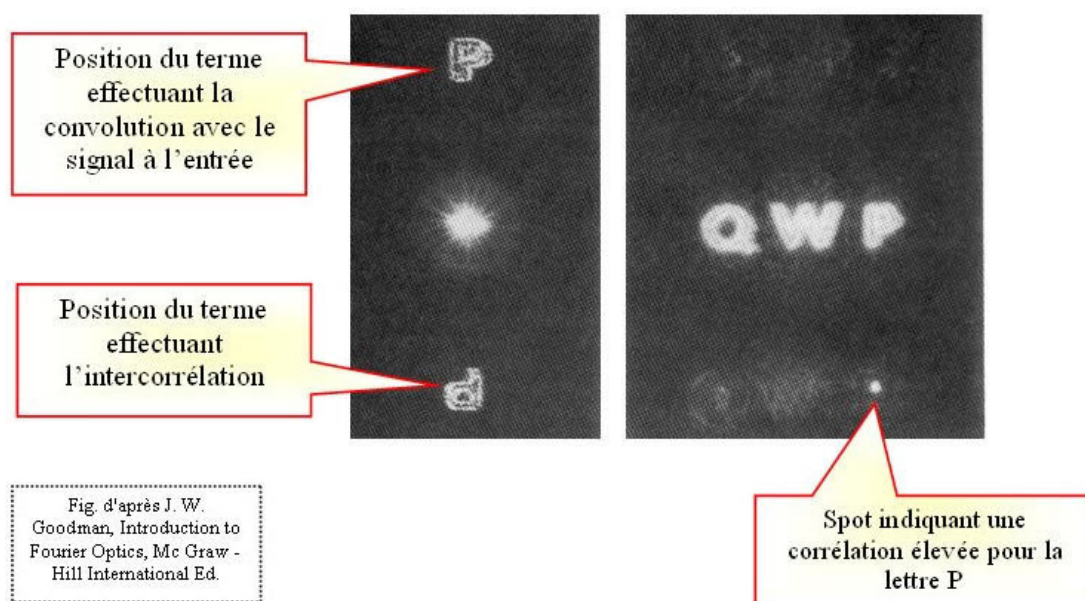 Position du terme
effectuant la
convolution avec le
signal à l'entrée
P
Q W P
Position du terme
effectuant
l'intercorrélation
Fig. d'après J. W.
Goodman, Introduction to
Fourier Optics, Mc Graw -
Hill International Ed.
Spot indiquant une
corrélation élevée pour la
lettre P